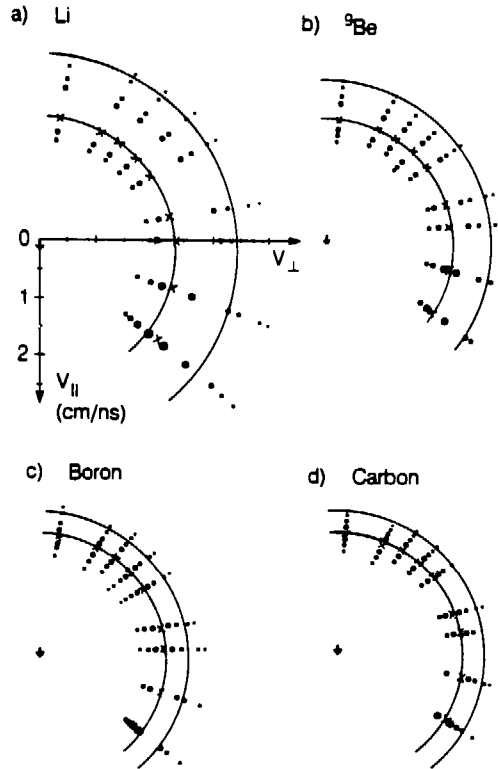 a) Li
b) ⁹Be
0
V⊥
1
2
V||
(cm/ns)
c) Boron
d) Carbon